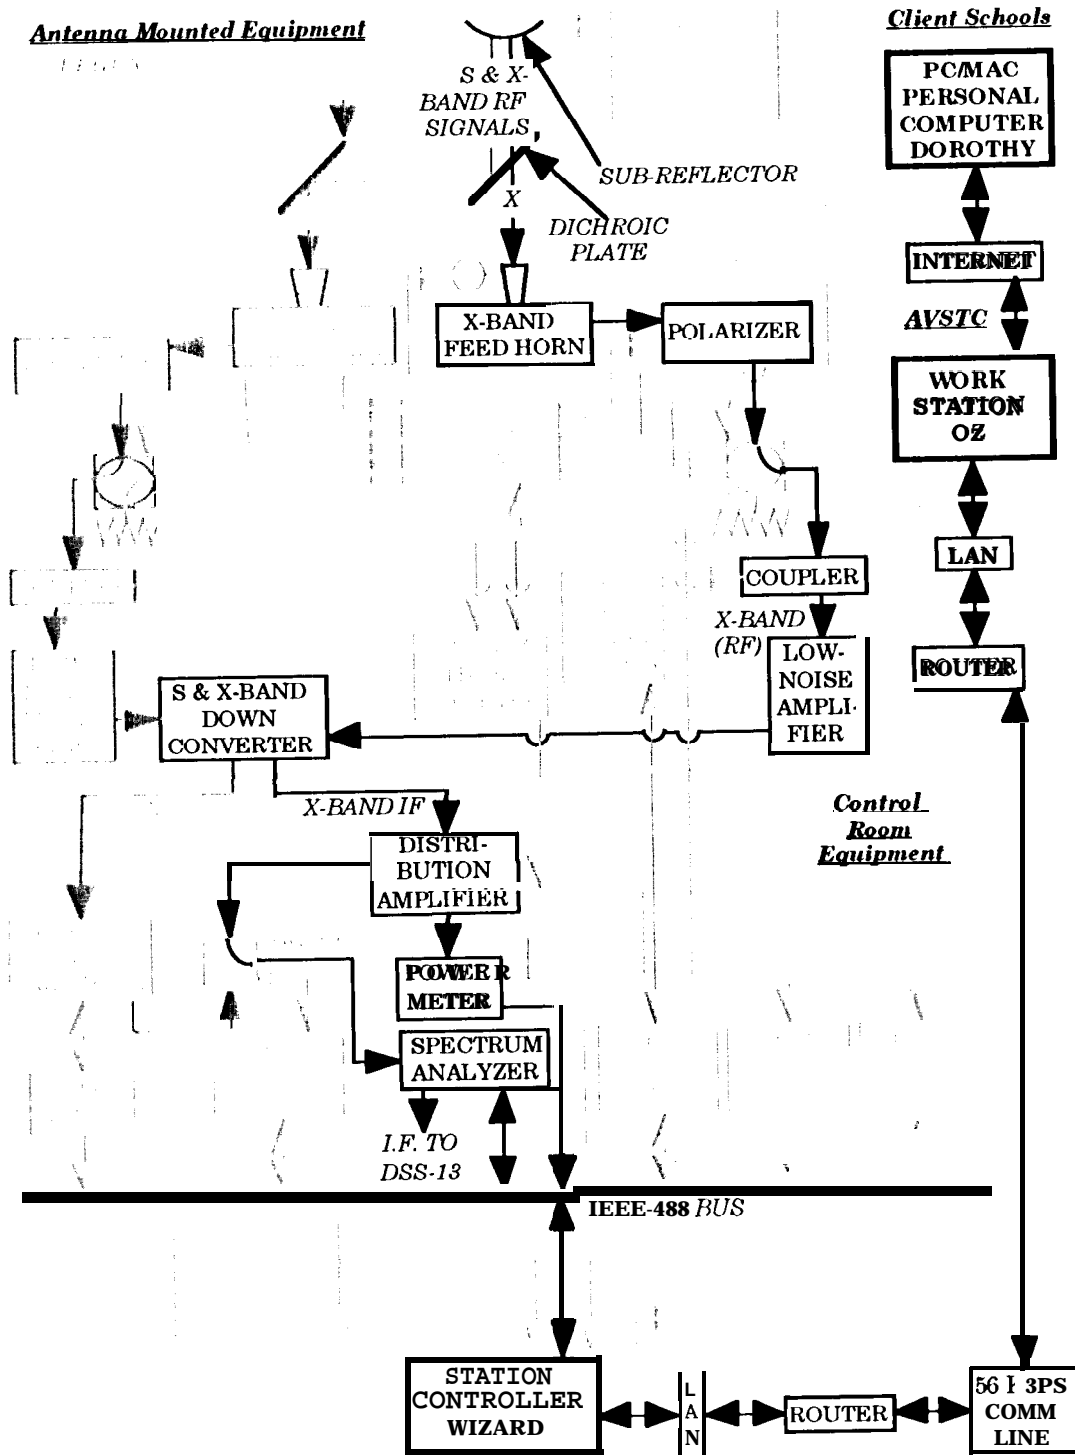 Antenna Mounted Equipment
Client Schools
S & X-
BAND RF
SIGNALS
SUB-REFLECTOR
X
DICHROIC
PLATE
PC/MAC
PERSONAL
COMPUTER
DOROTHY
INTERNET
AVSTC
X-BAND
FEED HORN
POLARIZER
WORK
STATION
OZ
LAN
COUPLER
X-BAND
(RF)
LOW-
NOISE
AMPLI-
FIER
ROUTER
S & X-BAND
DOWN
CONVERTER
X-BAND IF
Control
Room
Equipment
DISTRI-
BUTION
AMPLIFIER
POWER
METER
SPECTRUM
ANALYZER
I.F. TO
DSS-13
IEEE-488 BUS
STATION
CONTROLLER
WIZARD
L
A
N
ROUTER
56
COMM
LINE